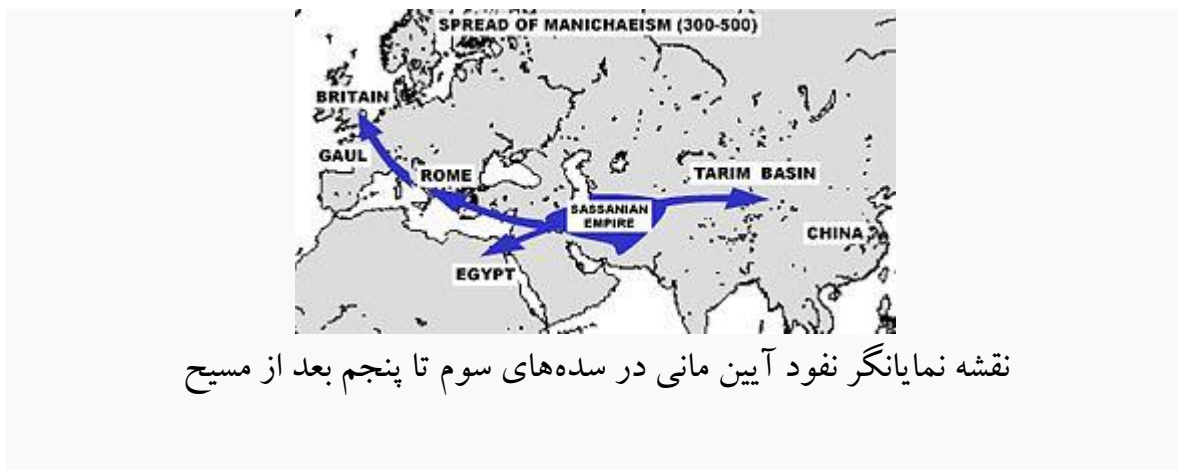 SPREAD OF MANICHAEISM (300-500)
BRITAIN
GAUL
ROME
TARIM BASIN
SASSANIAN
EMPIRE
CHINA
EGYPT
نقشه نمایانگر نفود آیین مانی در سده‌های سوم تا پنجم بعد از مسیح